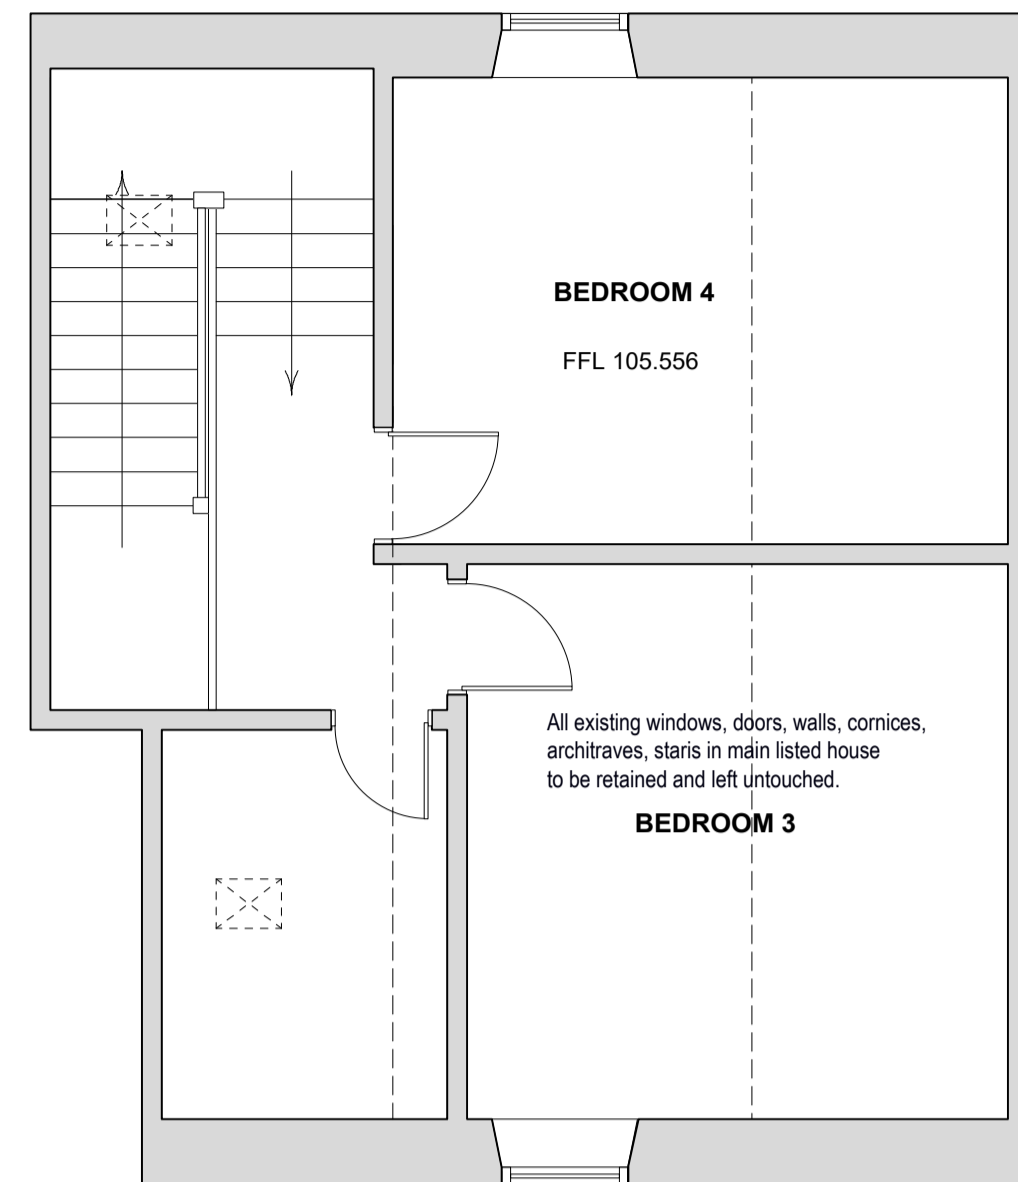 BEDROOM 4
FFL 105.556
All existing windows, doors, walls, cornices,
architraves, staris in main listed house
to be retained and left untouched.
BEDROOM 3